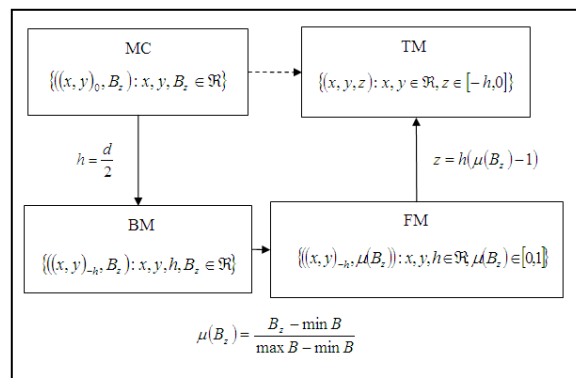 MC
{((x, y)₀, B_z) : x, y, B_z ∈ ℜ}
TM
{(x, y, z) : x, y ∈ ℜ, z ∈ [−h,0]}
h = d/2
z = h(μ(B_z) − 1)
BM
{((x, y)₋ₕ, B_z) : x, y, h, B_z ∈ ℜ}
FM
{((x, y)₋ₕ, μ(B_z)) : x, y, h ∈ ℜ, μ(B_z) ∈ [0,1]}
μ(B_z) = (B_z − min B)/(max B − min B)